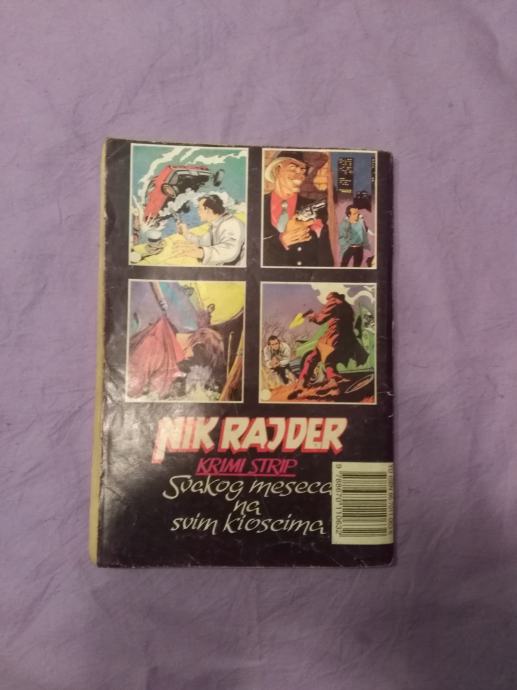 NIK RAJDER
KRIMI STRIP
Svakog meseca
na
svim kioscima